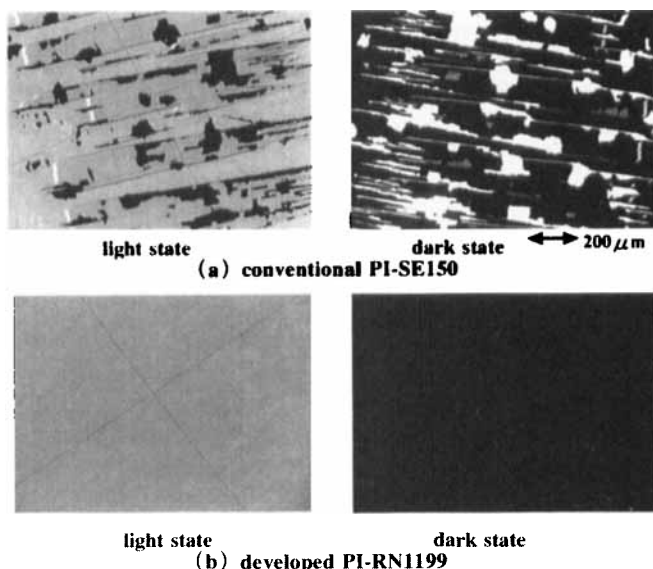 light state
dark state
200 μm
(a) conventional PI-SE150
light state
dark state
(b) developed PI-RN1199